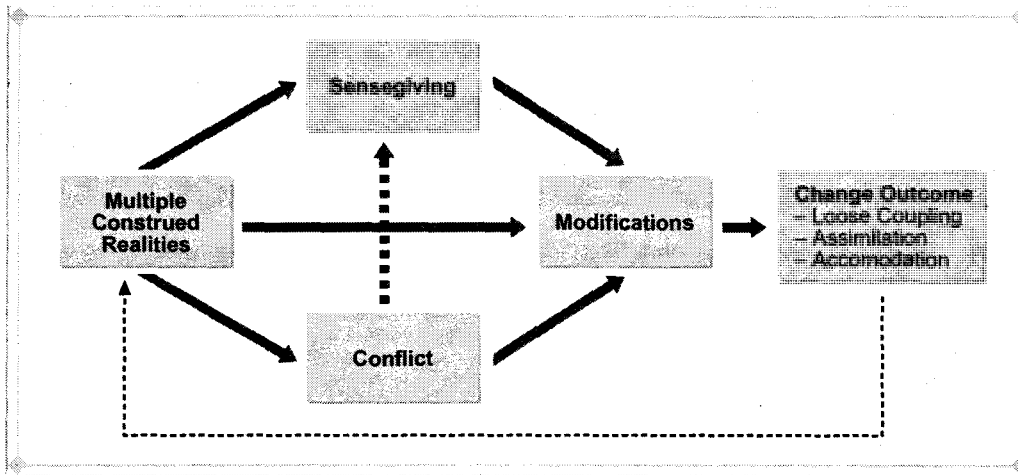 Sensegiving
Multiple
Construed
Realities
Modifications
Change Outcome
– Loose Coupling
– Assimilation
– Accomodation
Conflict